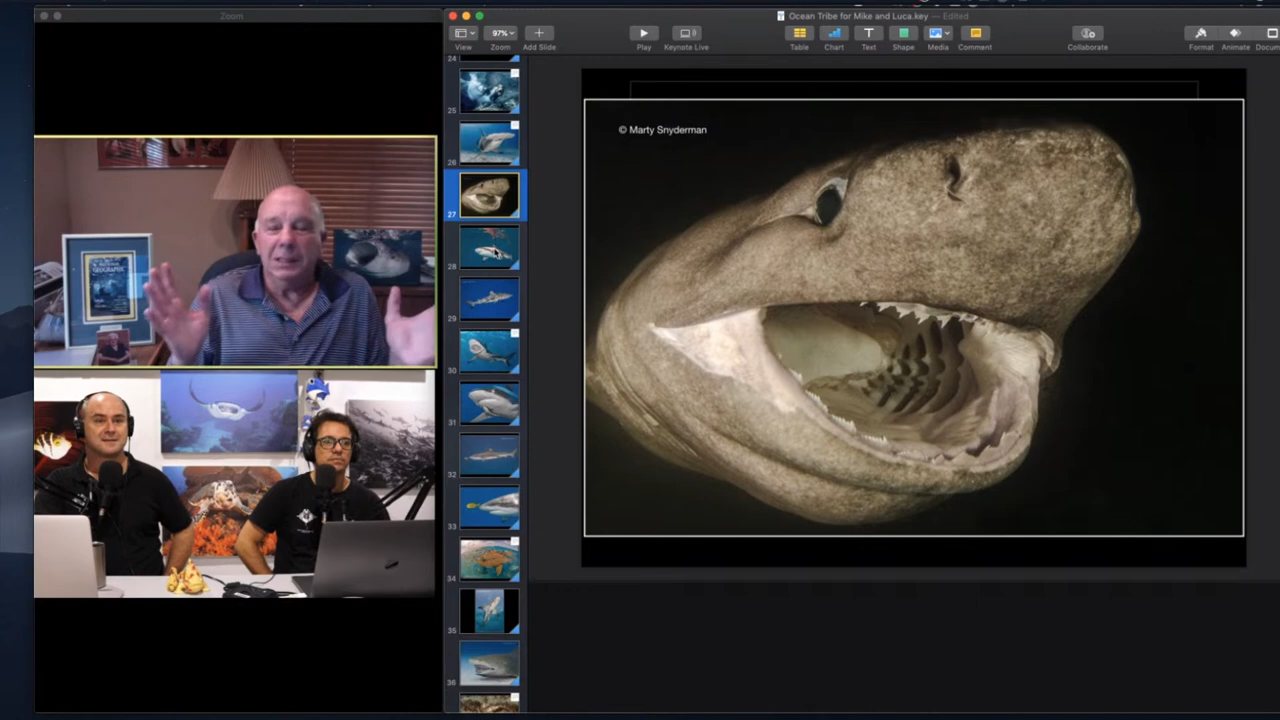 Zoom
Ocean Tribe for Mike and Luca.key — Edited
97%
View
Zoom
Add Slide
Play
Keynote Live
Table
Chart
Text
Shape
Media
Comment
Collaborate
Format
Animate
Docum
24
25
26
27
28
29
30
31
32
33
34
35
36
© Marty Snyderman
GEOGRAPHIC